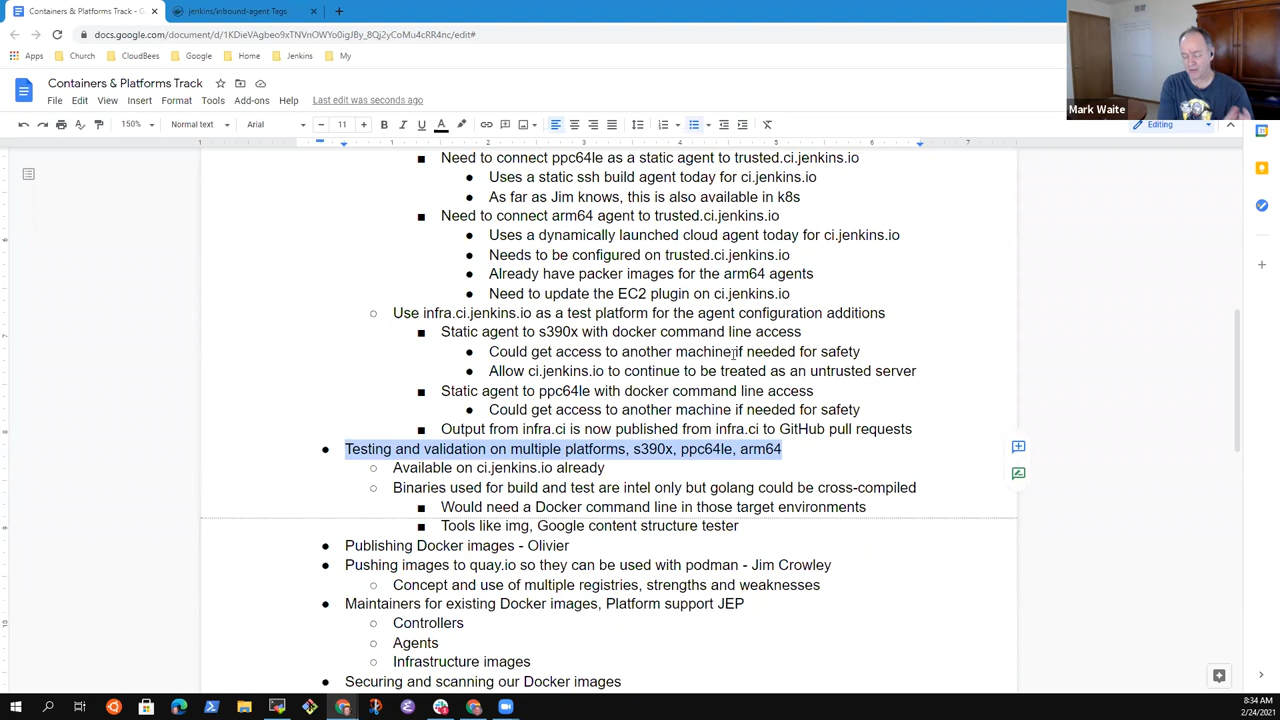 Containers & Platforms Track - G
jenkins/inbound-agent Tags
docs.google.com/document/d/1KDieVAgbeo9xTNVnOWYo0igJ8y_8Qj2yCoMu4cRR4nc/edit#
Apps
Church
CloudBees
Google
Home
Jenkins
My
Mark Waite
Containers & Platforms Track
File Edit View Insert Format Tools Add-ons Help Last edit was seconds ago
150% Normal text Arial 11 Editing
Need to connect ppc64le as a static agent to trusted.ci.jenkins.io
Uses a static ssh build agent today for ci.jenkins.io
As far as Jim knows, this is also available in k8s
Need to connect arm64 agent to trusted.ci.jenkins.io
Uses a dynamically launched cloud agent today for ci.jenkins.io
Needs to be configured on trusted.ci.jenkins.io
Already have packer images for the arm64 agents
Need to update the EC2 plugin on ci.jenkins.io
Use infra.ci.jenkins.io as a test platform for the agent configuration additions
Static agent to s390x with docker command line access
Could get access to another machine if needed for safety
Allow ci.jenkins.io to continue to be treated as an untrusted server
Static agent to ppc64le with docker command line access
Could get access to another machine if needed for safety
Output from infra.ci is now published from infra.ci to GitHub pull requests
Testing and validation on multiple platforms, s390x, ppc64le, arm64
Available on ci.jenkins.io already
Binaries used for build and test are intel only but golang could be cross-compiled
Would need a Docker command line in those target environments
Tools like img, Google content structure tester
Publishing Docker images - Olivier
Pushing images to quay.io so they can be used with podman - Jim Crowley
Concept and use of multiple registries, strengths and weaknesses
Maintainers for existing Docker images, Platform support JEP
Controllers
Agents
Infrastructure images
Securing and scanning our Docker images
8:34 AM
2/24/2021